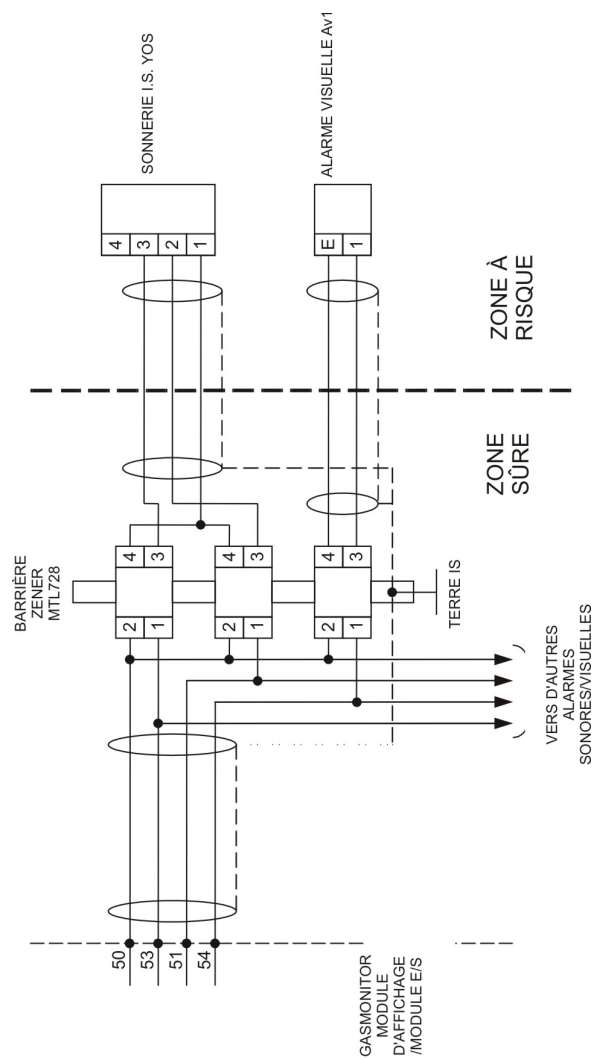 SONNERIE I.S. YOS
ALARME VISUELLE Av1
4
3
2
1
E
1
ZONE À
RISQUE
ZONE
SÛRE
BARRIÈRE
ZENER
MTL728
4
3
2
1
4
3
2
1
4
3
2
1
TERRE IS
VERS D'AUTRES
ALARMES
SONORES/VISUELLES
50
53
51
54
GASMONITOR
MODULE
D'AFFICHAGE
/MODULE E/S